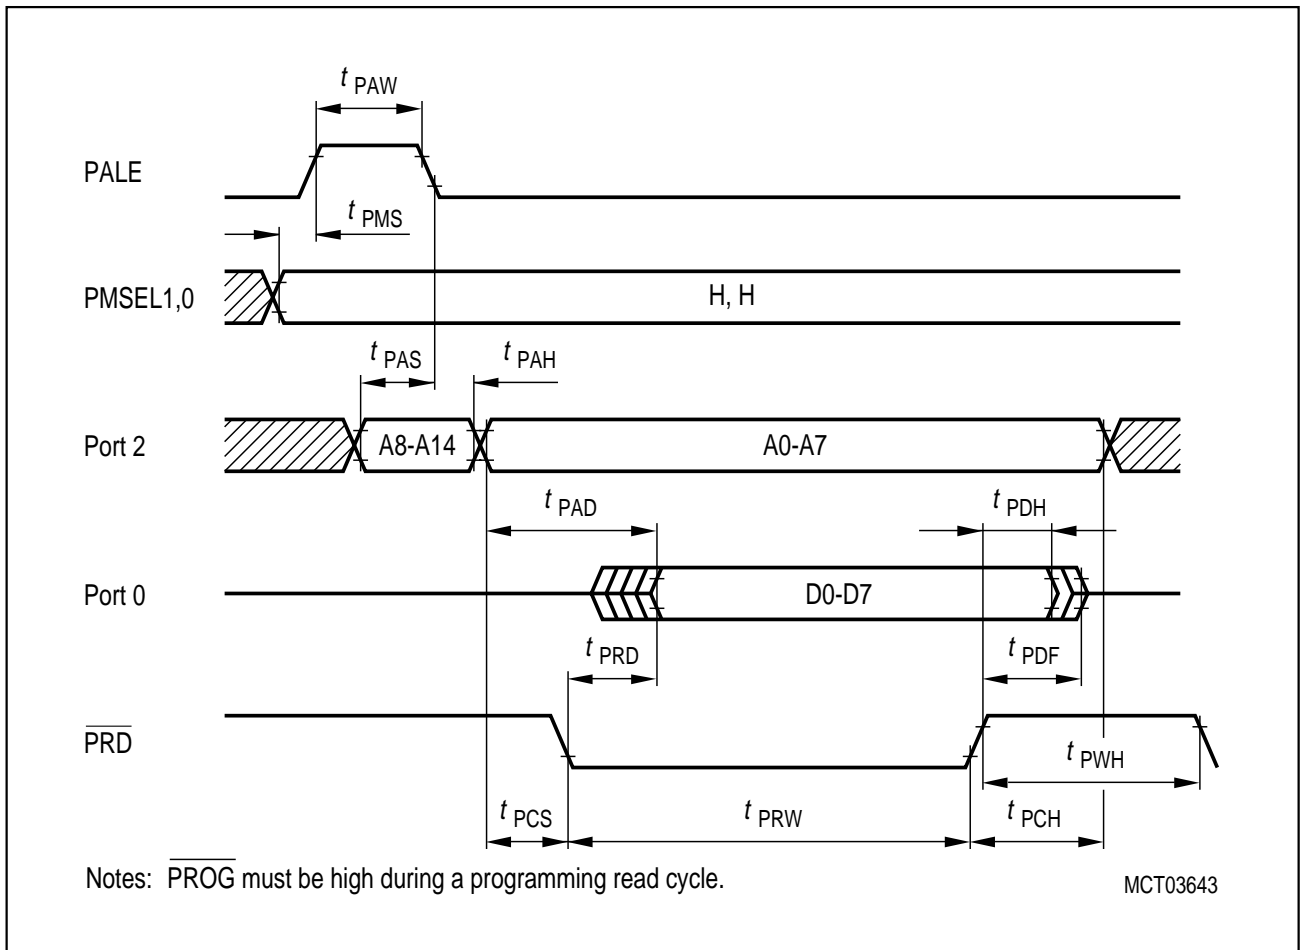 t PAW
PALE
t PMS
PMSEL1,0
H, H
t PAS
t PAH
Port 2
A8-A14
A0-A7
t PAD
t PDH
Port 0
D0-D7
t PRD
t PDF
PRD
t PWH
t PCS
t PRW
t PCH
Notes: PROG must be high during a programming read cycle.
MCT03643